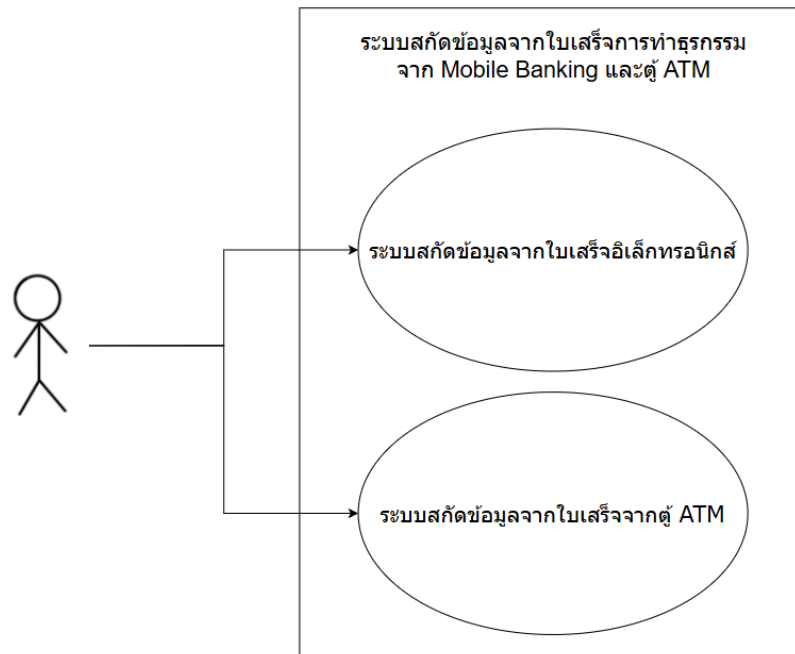 ระบบสกัดข้อมูลจากใบเสร็จการทำธุรกรรม
จาก Mobile Banking และตู้ ATM
ระบบสกัดข้อมูลจากใบเสร็จอิเล็กทรอนิกส์
ระบบสกัดข้อมูลจากใบเสร็จจากตู้ ATM